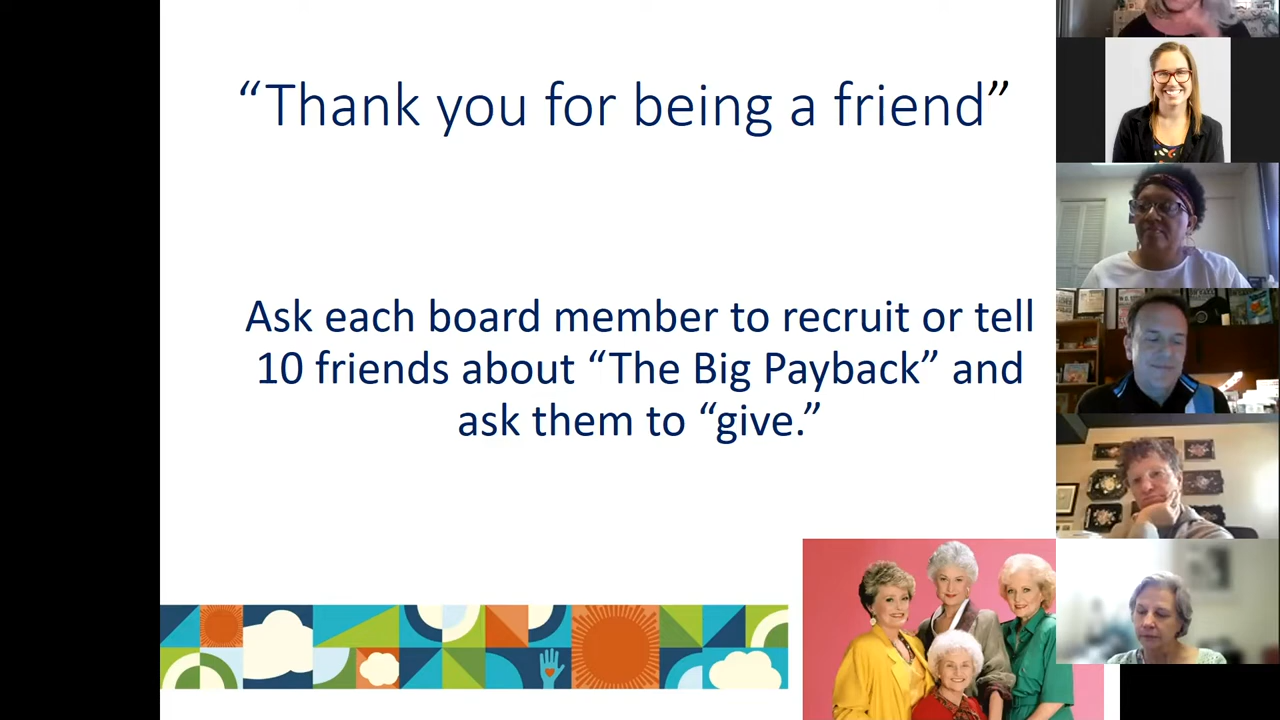 “Thank you for being a friend”
Ask each board member to recruit or tell
10 friends about “The Big Payback” and
ask them to “give.”